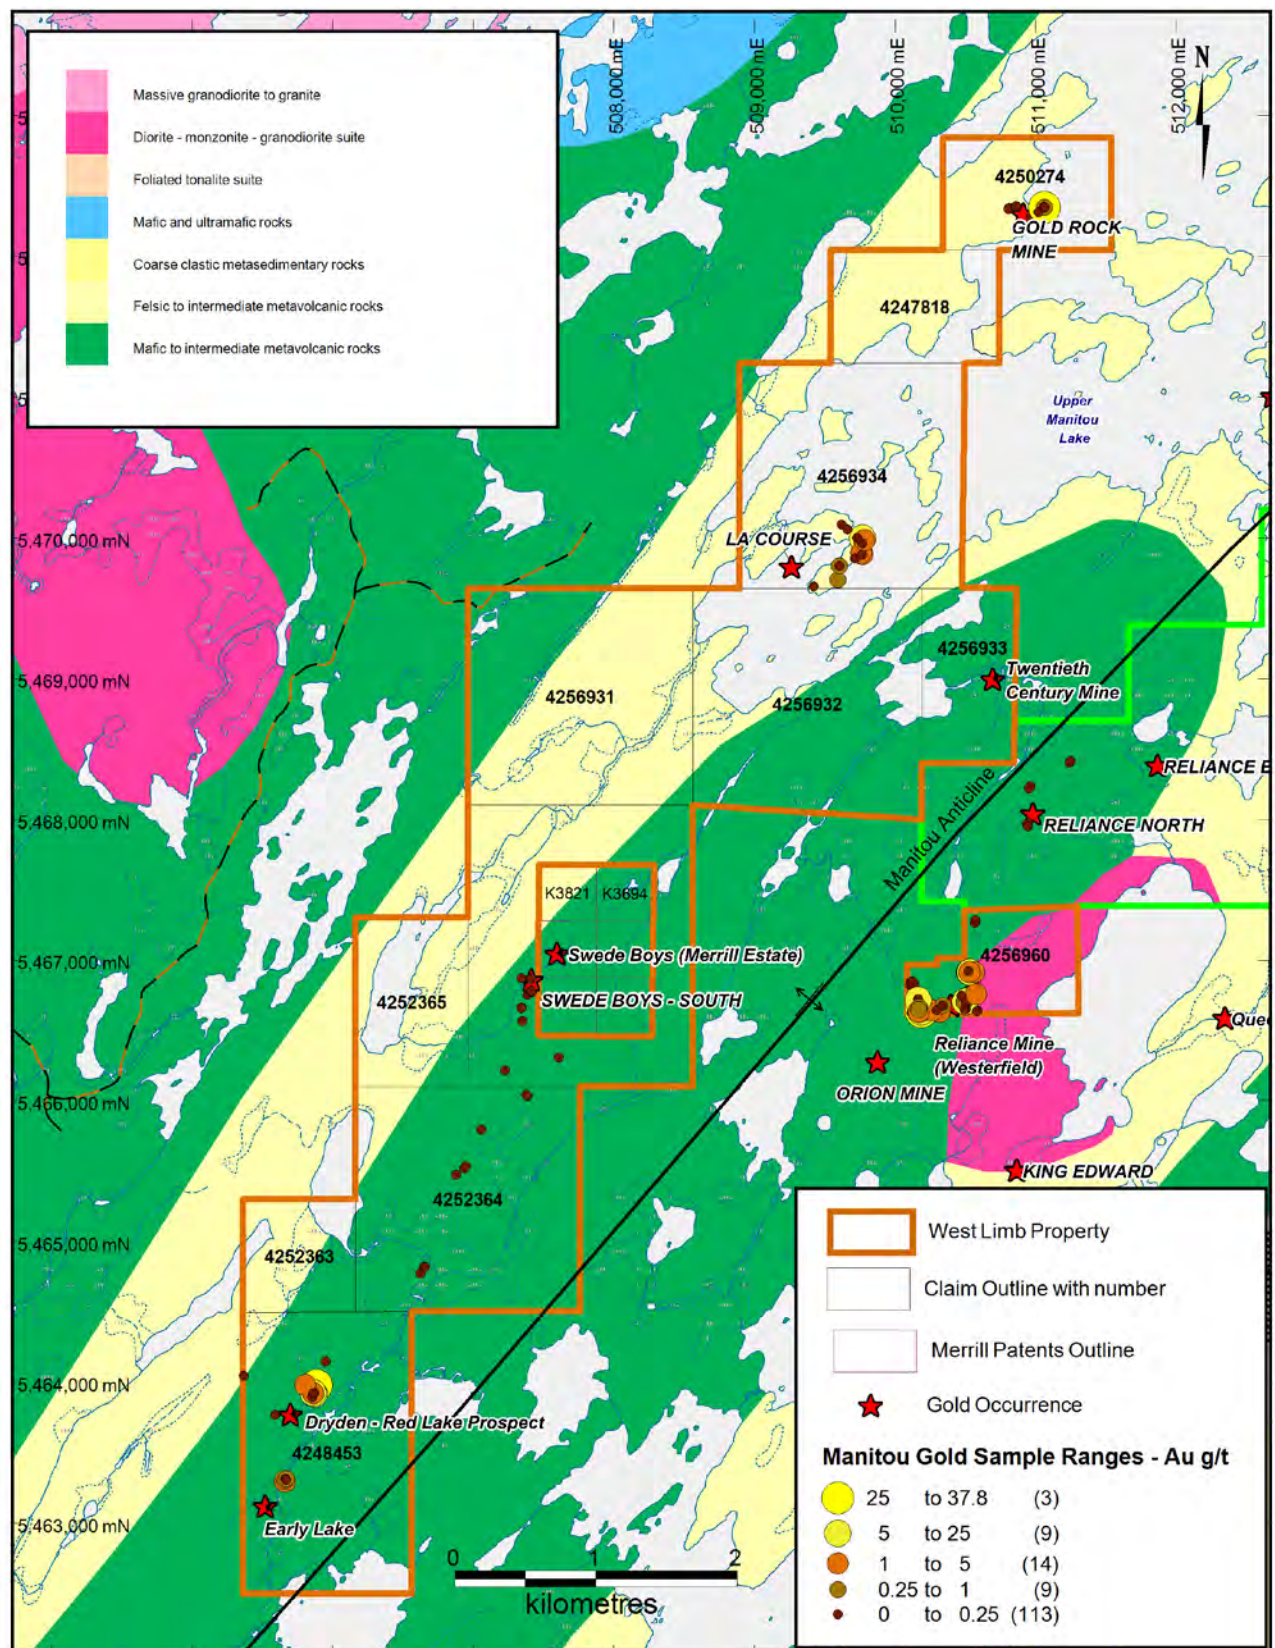 508,000 mE
509,000 mE
510,000 mE
511,000 mE
512,000 mE
N
Massive granodiorite to granite
Diorite - monzonite - granodiorite suite
Foliated tonalite suite
Mafic and ultramafic rocks
Coarse clastic metasedimentary rocks
Felsic to intermediate metavolcanic rocks
Mafic to intermediate metavolcanic rocks
4250274
GOLD ROCK
MINE
4247818
Upper
Manitou
Lake
4256934
LA COURSE
5,470,000 mN
4256933
Twentieth
Century Mine
5,469,000 mN
4256931
4256932
RELIANCE E
Manitou Anticline
5,468,000 mN
RELIANCE NORTH
K3821
K3694
Swede Boys (Merrill Estate)
4256960
5,467,000 mN
SWEDE BOYS - SOUTH
4252365
Reliance Mine
(Westerfield)
ORION MINE
5,466,000 mN
KING EDWARD
4252364
5,465,000 mN
4252363
5,464,000 mN
Dryden - Red Lake Prospect
4248453
5,463,000 mN
Early Lake
0 1 2
kilometres
West Limb Property
Claim Outline with number
Merrill Patents Outline
Gold Occurrence
Manitou Gold Sample Ranges - Au g/t
25 to 37.8 (3)
5 to 25 (9)
1 to 5 (14)
0.25 to 1 (9)
0 to 0.25 (113)